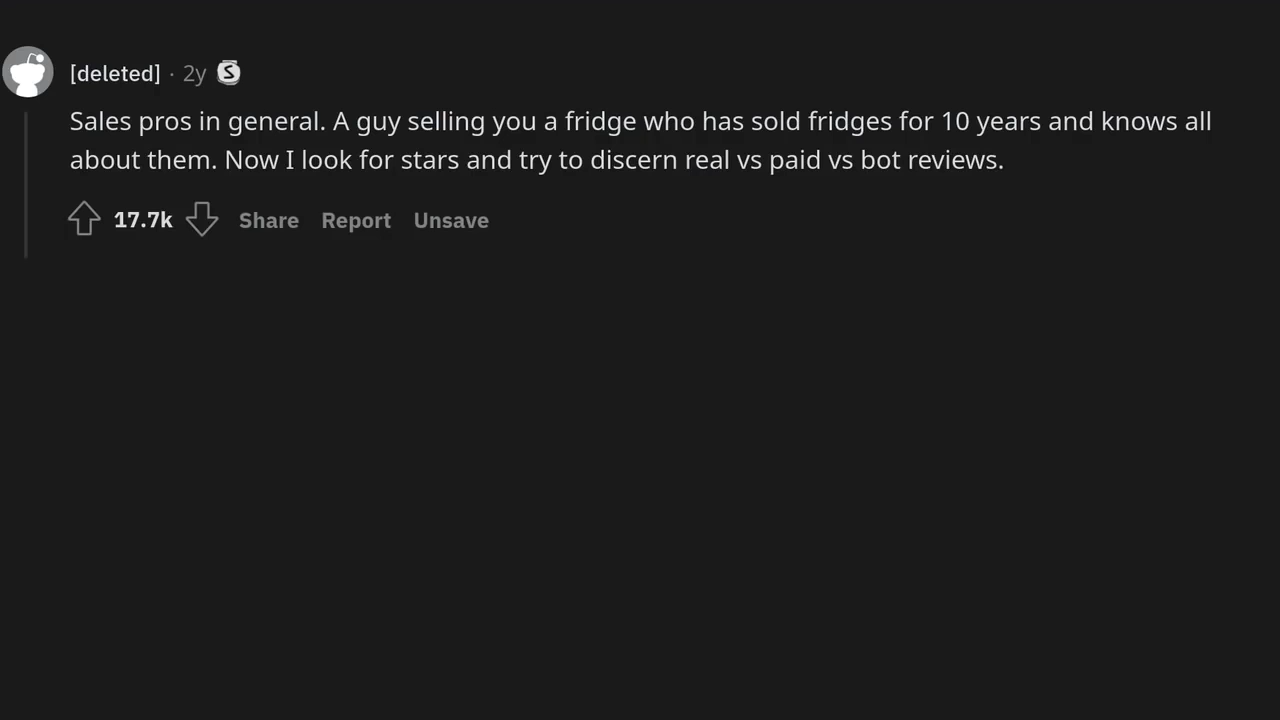 [deleted] · 2y
Sales pros in general. A guy selling you a fridge who has sold fridges for 10 years and knows all
about them. Now I look for stars and try to discern real vs paid vs bot reviews.
17.7k Share Report Unsave